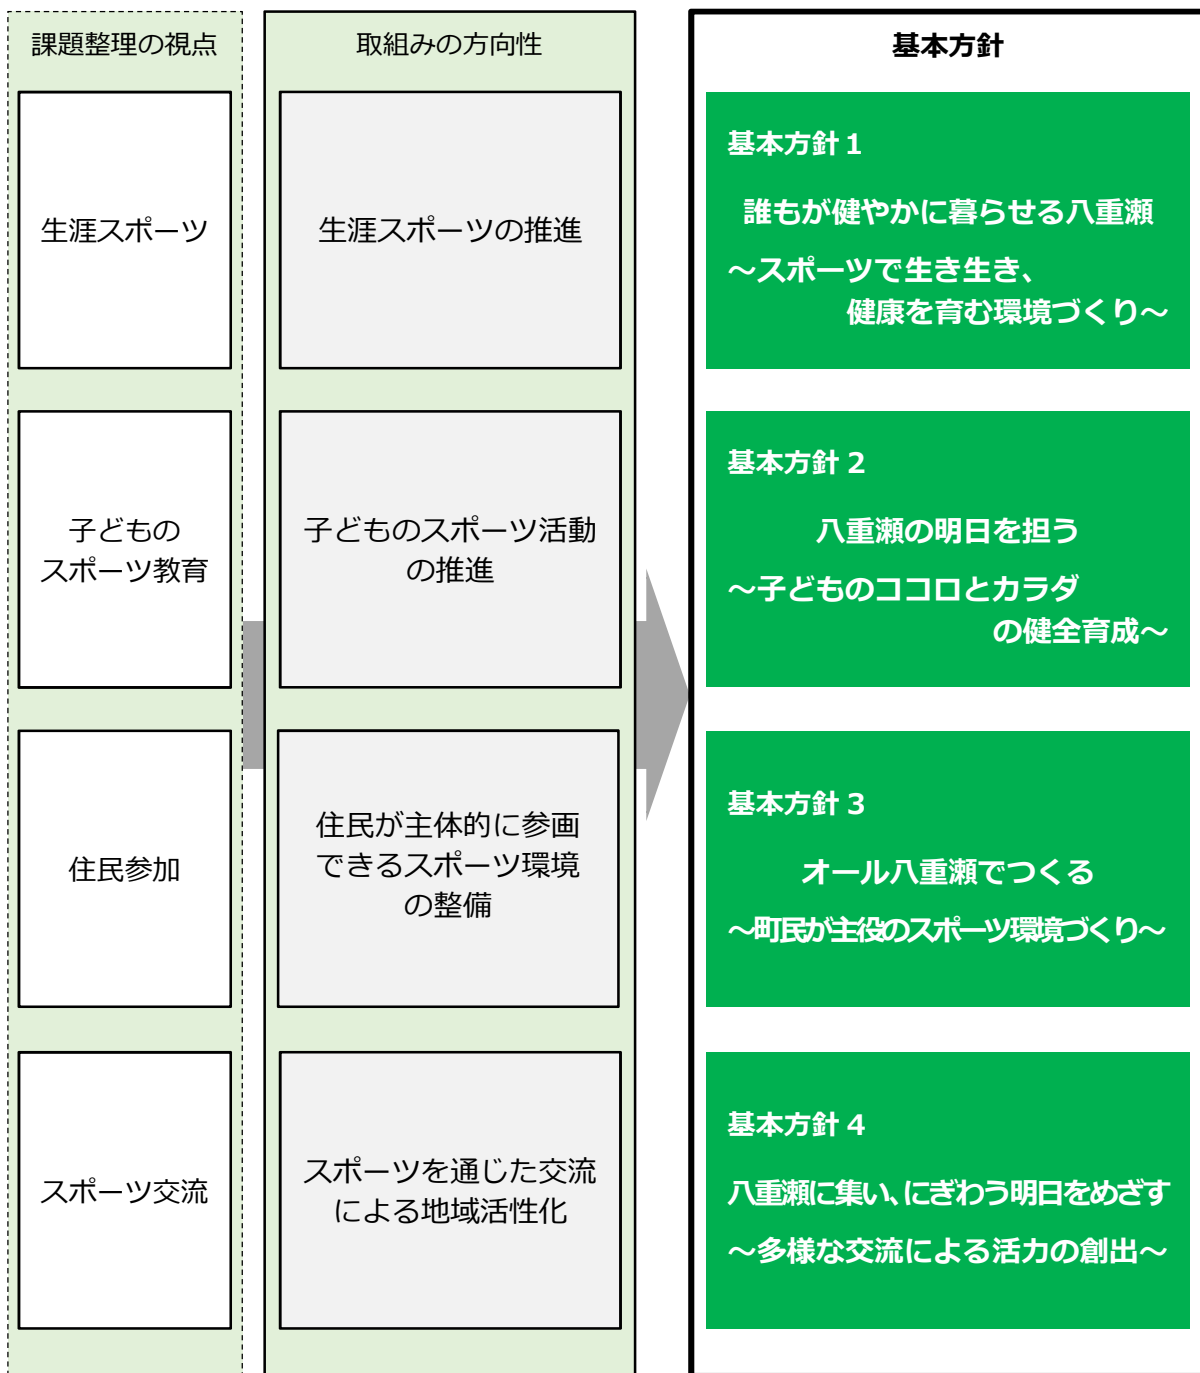 課題整理の視点
取組みの方向性
基本方針
生涯スポーツ
生涯スポーツの推進
基本方針１
誰もが健やかに暮らせる八重瀬
～スポーツで生き生き、
健康を育む環境づくり～
子どもの
スポーツ教育
子どものスポーツ活動
の推進
基本方針２
八重瀬の明日を担う
～子どものココロとカラダ
の健全育成～
住民参加
住民が主体的に参画
できるスポーツ環境
の整備
基本方針３
オール八重瀬でつくる
～町民が主役のスポーツ環境づくり～
スポーツ交流
スポーツを通じた交流
による地域活性化
基本方針４
八重瀬に集い、にぎわう明日をめざす
～多様な交流による活力の創出～